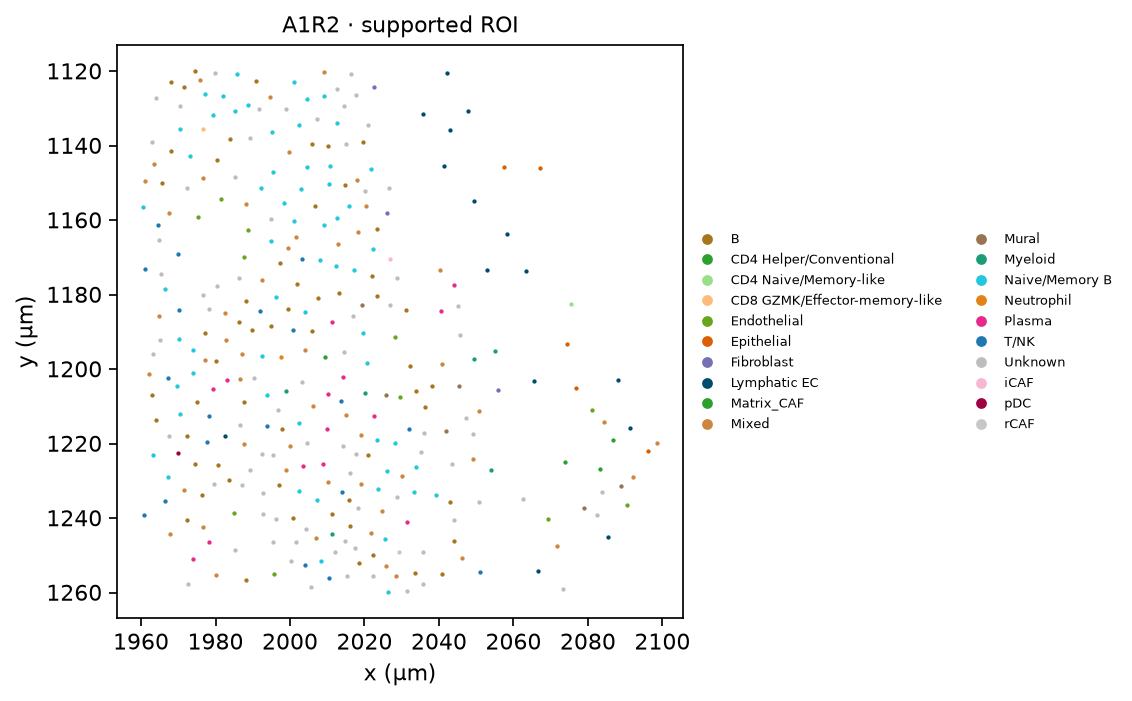 A1R2 · supported ROI
y (µm)
1120
1140
1160
1180
1200
1220
1240
1260
1960 1980 2000 2020 2040 2060 2080 2100
x (µm)
B
CD4 Helper/Conventional
CD4 Naive/Memory-like
CD8 GZMK/Effector-memory-like
Endothelial
Epithelial
Fibroblast
Lymphatic EC
Matrix_CAF
Mixed
Mural
Myeloid
Naive/Memory B
Neutrophil
Plasma
T/NK
Unknown
iCAF
pDC
rCAF